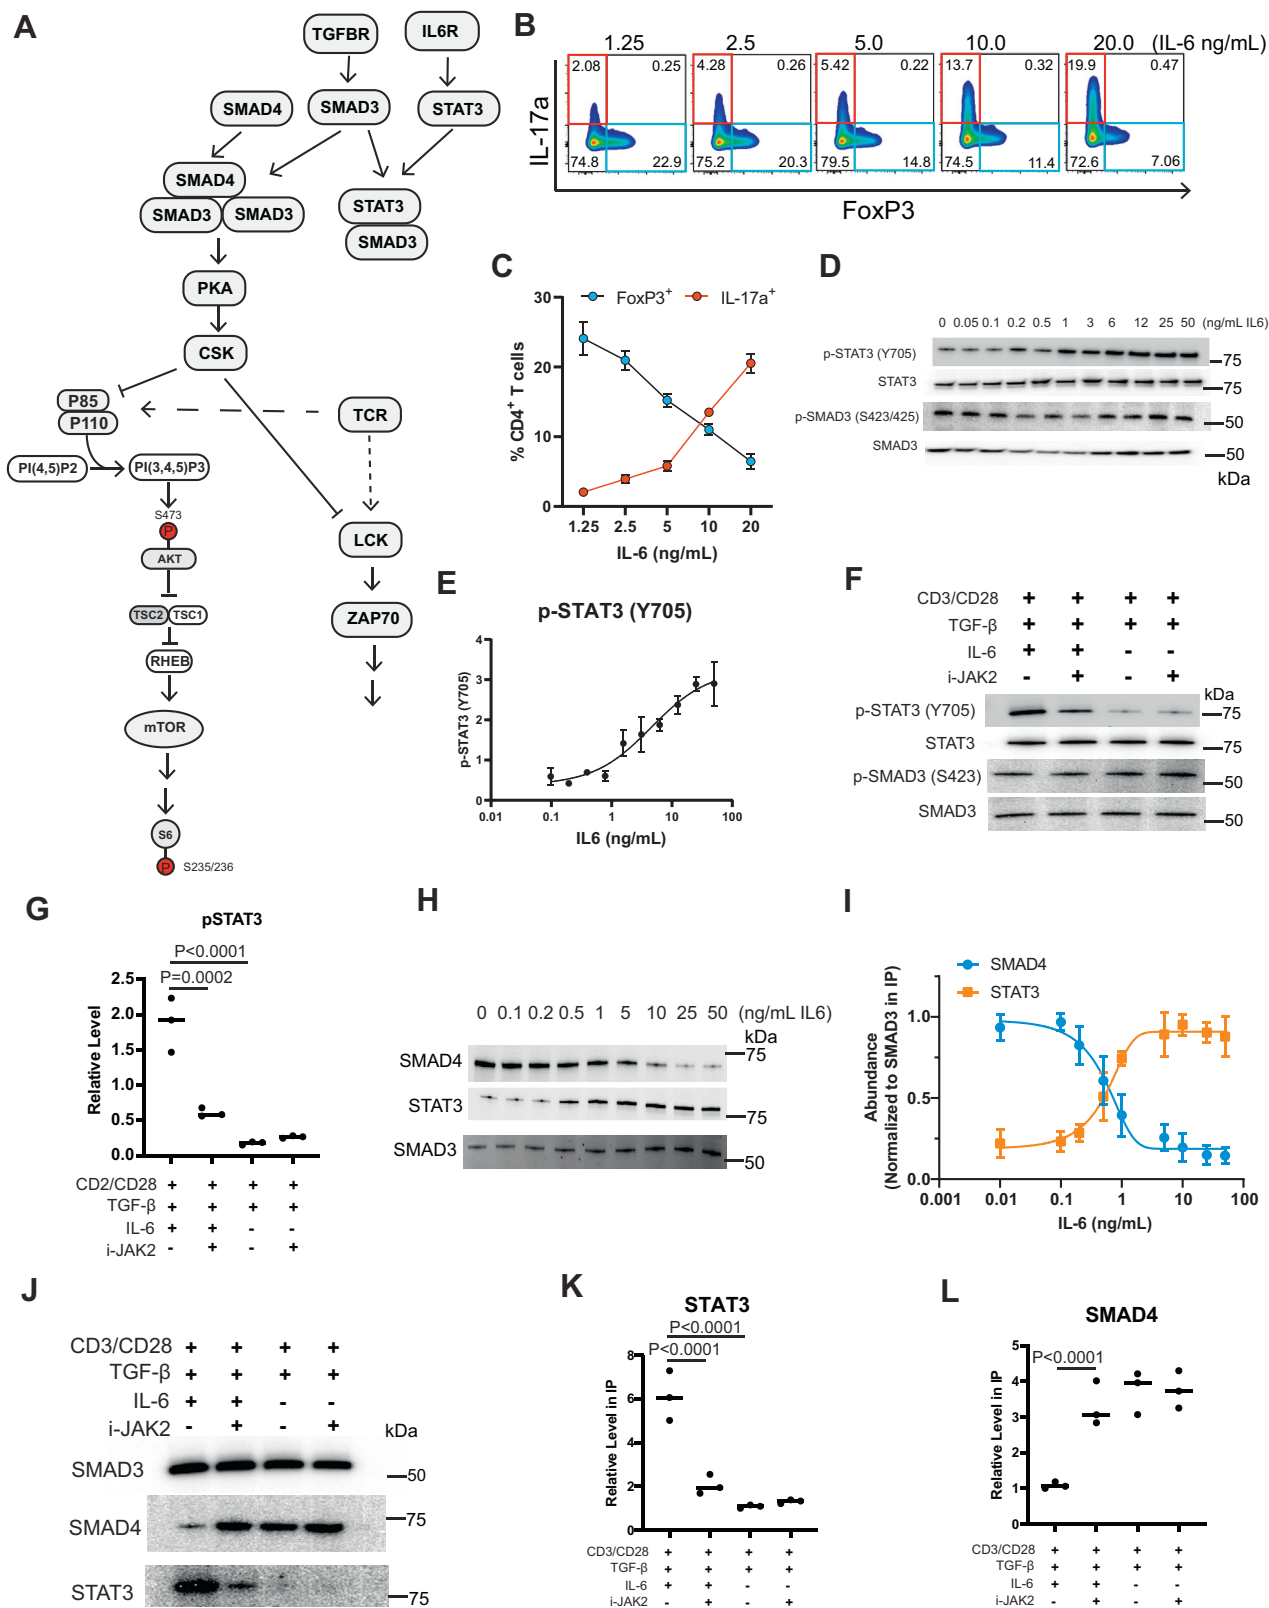 A
TGFBR
IL6R
SMAD4
SMAD3
STAT3
SMAD4
SMAD3
SMAD3
STAT3
SMAD3
PKA
CSK
P85
P110
TCR
PI(4,5)P2
PI(3,4,5)P3
S473
P
AKT
LCK
TSC2
TSC1
ZAP70
RHEB
mTOR
S6
P
S235/236
B
1.25 2.5 5.0 10.0 20.0 (IL-6 ng/mL)
2.08 0.25 4.28 0.26 5.42 0.22 13.7 0.32 19.9 0.47
74.8 22.9 75.2 20.3 79.5 14.8 74.5 11.4 72.6 7.06
IL-17a
FoxP3
C
FoxP3+ IL-17a+
% CD4+ T cells
30
20
10
0
1.25 2.5 5 10 20
IL-6 (ng/mL)
D
0 0.05 0.1 0.2 0.5 1 3 6 12 25 50 (ng/mL IL6)
p-STAT3 (Y705)
75
STAT3
75
p-SMAD3 (S423/425)
50
SMAD3
50
kDa
E
p-STAT3 (Y705)
p-STAT3 (Y705)
4
3
2
1
0
0.01 0.1 1 10 100
IL6 (ng/mL)
F
CD3/CD28 + + + +
TGF-β + + + +
IL-6 + + - -
i-JAK2 - + - +
kDa
p-STAT3 (Y705)
75
STAT3
75
p-SMAD3 (S423)
50
SMAD3
50
G
pSTAT3
P<0.0001
P=0.0002
Relative Level
2.5
2.0
1.5
1.0
0.5
0.0
CD2/CD28 + + + +
TGF-β + + + +
IL-6 + + - -
i-JAK2 - + - +
H
0 0.1 0.2 0.5 1 5 10 25 50 (ng/mL IL6)
kDa
SMAD4
75
STAT3
75
SMAD3
50
I
SMAD4
STAT3
Abundance
(Normalized to SMAD3 in IP)
1.0
0.5
0.0
0.001 0.01 0.1 1 10 100
IL-6 (ng/mL)
J
CD3/CD28 + + + +
TGF-β + + + +
IL-6 + + - -
i-JAK2 - + - +
kDa
SMAD3
50
SMAD4
75
STAT3
75
K
STAT3
P<0.0001
P<0.0001
Relative Level in IP
8
6
4
2
0
CD3/CD28 + + + +
TGF-β + + + +
IL-6 + + - -
i-JAK2 - + - +
L
SMAD4
P<0.0001
Relative Level in IP
5
4
3
2
1
0
CD3/CD28 + + + +
TGF-β + + + +
IL-6 + + - -
i-JAK2 - + - +